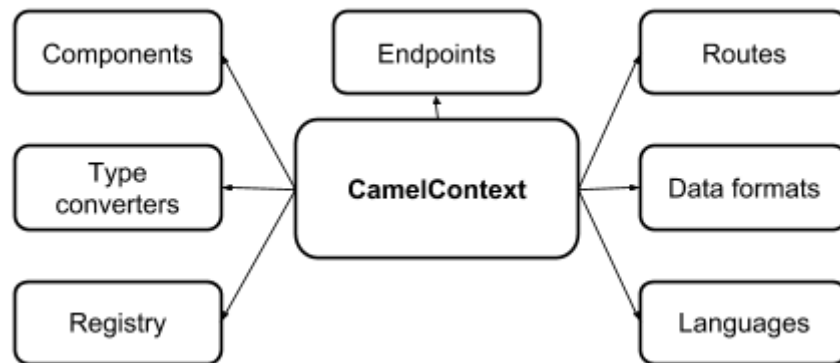 Components
Endpoints
Routes
Type
converters
CamelContext
Data formats
Registry
Languages